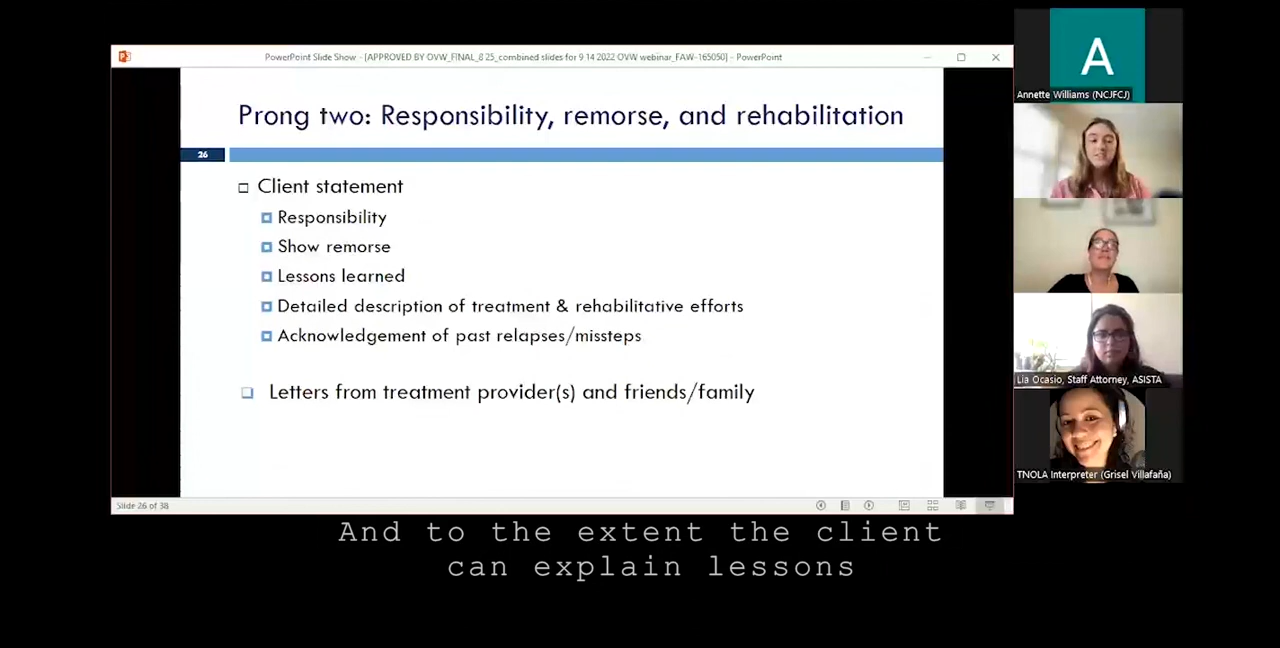 PowerPoint Slide Show - [APPROVED BY OVW_FINAL_8 25_combined slides for 9 14 2022 OVW webinar_FAW-165050] - PowerPoint
Prong two: Responsibility, remorse, and rehabilitation
26
Client statement
Responsibility
Show remorse
Lessons learned
Detailed description of treatment & rehabilitative efforts
Acknowledgement of past relapses/missteps
Letters from treatment provider(s) and friends/family
Slide 26 of 38
A
Annette Williams (NCJFCJ)
Lia Ocasio, Staff Attorney, ASISTA
TNOLA Interpreter (Grisel Villafaña)
And to the extent the client
can explain lessons